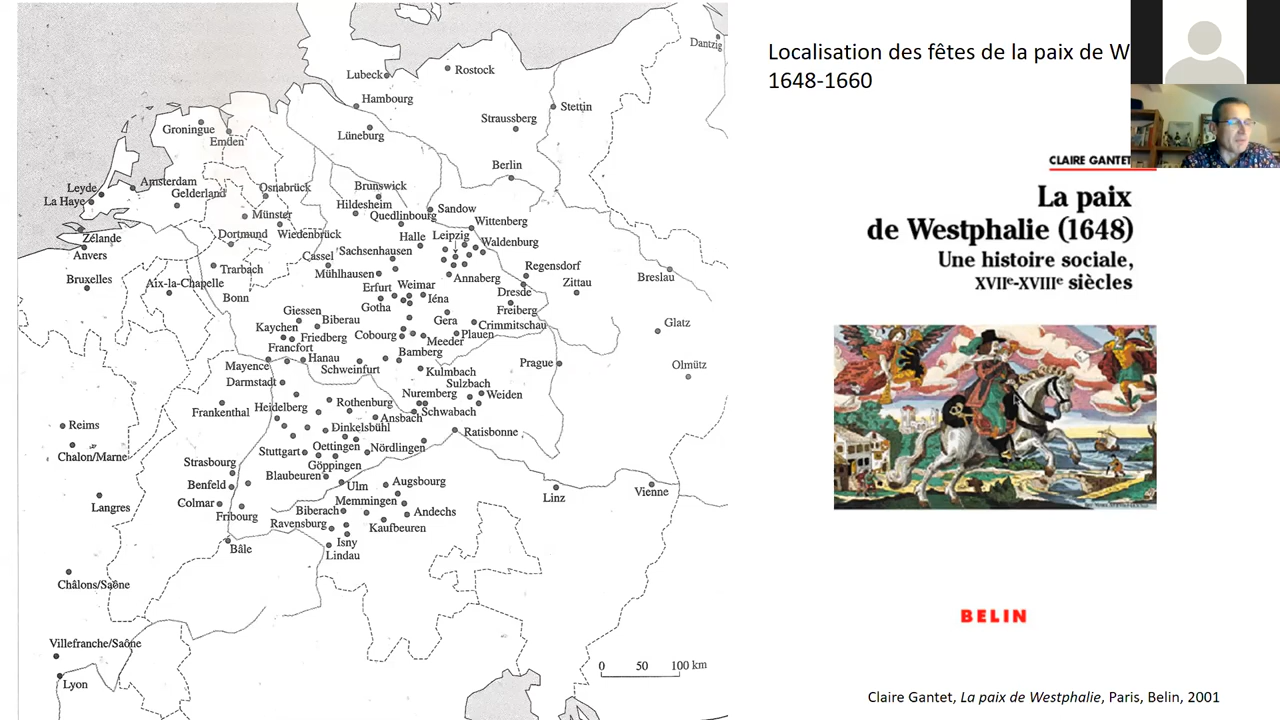 Dantzig
Lubeck
Rostock
Hambourg
Stettin
Straussberg
Groningue
Emden
Lüneburg
Berlin
Amsterdam
Leyde
Gelderland
La Haye
Osnabrück
Brunswick
Hildesheim
Sandow
Quedlinbourg
Münster
Wittenberg
Zélande
Dortmund
Wiedenbrück
Halle
Leipzig
Waldenburg
Anvers
Cassel
Sachsenhausen
Trarbach
Mühlhausen
Annaberg
Regensdorf
Breslau
Bruxelles
Aix-la-Chapelle
Erfurt
Weimar
Dresde
Zittau
Bonn
Gotha
Iéna
Freiberg
Giessen
Biberau
Gera
Crimmitschau
Glatz
Kaychen
Friedberg
Cobourg
Plauen
Meeder
Francfort
Hanau
Bamberg
Prague
Mayence
Schweinfurt
Kulmbach
Olmütz
Darmstadt
Sulzbach
Nuremberg
Weiden
Frankenthal
Heidelberg
Rothenburg
Schwabach
Ansbach
Reims
Dinkelsbühl
Ratisbonne
Chalon/Marne
Stuttgart
Oettingen
Nördlingen
Strasbourg
Göppingen
Blaubeuren
Benfeld
Ulm
Augsbourg
Linz
Vienne
Langres
Colmar
Memmingen
Fribourg
Biberach
Andechs
Ravensburg
Kaufbeuren
Isny
Bâle
Lindau
Châlons/Saône
Villefranche/Saône
Lyon
0 50 100 km
Localisation des fêtes de la paix de W
1648-1660
CLAIRE GANTET
La paix
de Westphalie (1648)
Une histoire sociale,
XVIIe-XVIIIe siècles
BELIN
Claire Gantet, La paix de Westphalie, Paris, Belin, 2001